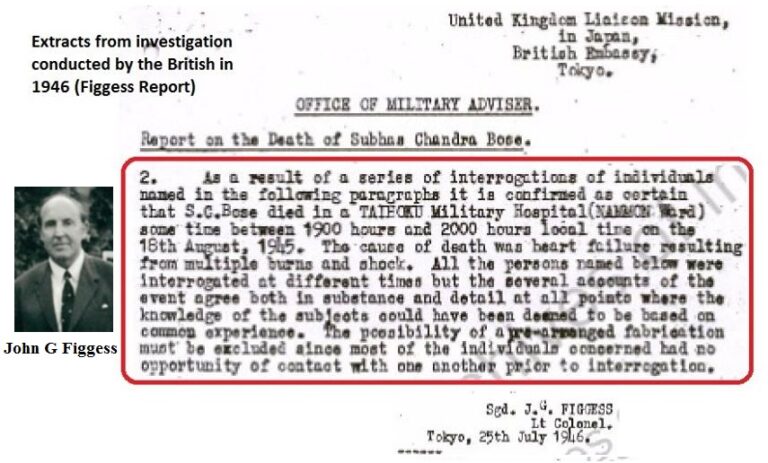 Extracts from investigation
conducted by the British in
1946 (Figgess Report)
United Kingdom Liaison Mission,
in Japan,
British Embassy,
Tokyo.
OFFICE OF MILITARY ADVISER.
Report on the Death of Subhas Chandra Bose.
2. As a result of a series of interrogations of individuals
named in the following paragraphs it is confirmed as certain
that S.C.Bose died in a TAIHOKU Military Hospital(NAMMON Ward)
some time between 1900 hours and 2000 hours local time on the
18th August, 1945. The cause of death was heart failure resulting
from multiple burns and shock. All the persons named below were
interrogated at different times but the several accounts of the
event agree both in substance and detail at all points where the
knowledge of the subjects could have been deemed to be based on
common experience. The possibility of a pre-arranged fabrication
must be excluded since most of the individuals concerned had no
opportunity of contact with one another prior to interrogation.
John G Figgess
Sgd. J.G. FIGGESS
Lt Colonel.
Tokyo, 25th July 1946.